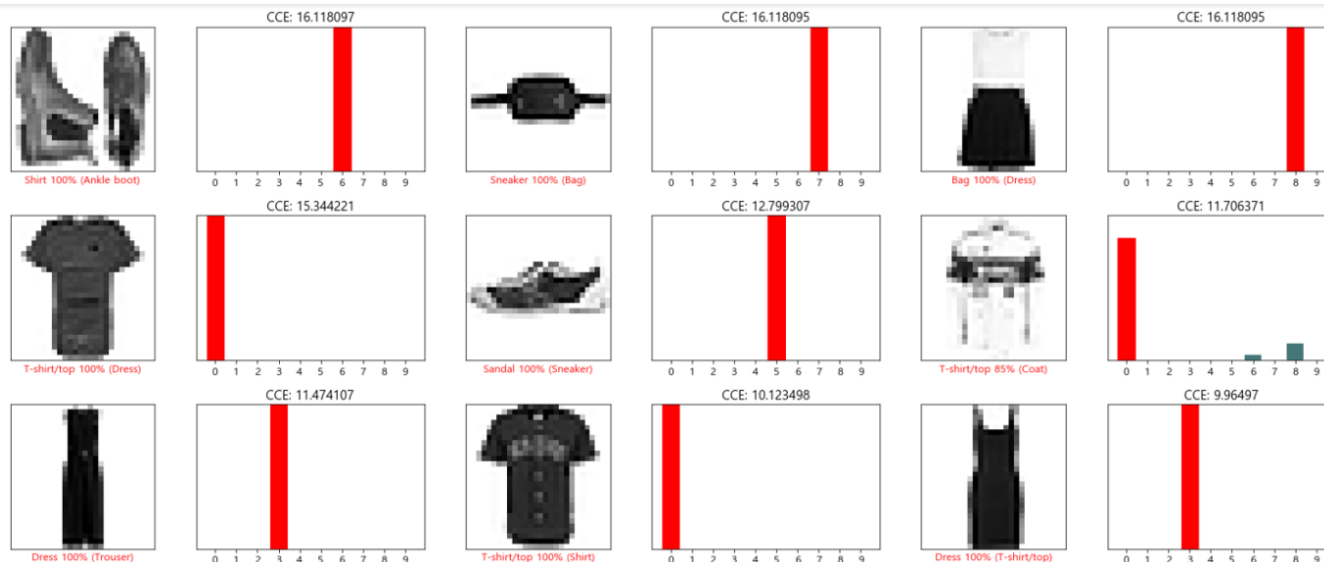 CCE: 16.118097
CCE: 16.118095
CCE: 16.118095
0 1 2 3 4 5 6 7 8 9
0 1 2 3 4 5 6 7 8 9
0 1 2 3 4 5 6 7 8 9
Shirt 100% (Ankle boot)
Sneaker 100% (Bag)
Bag 100% (Dress)
CCE: 15.344221
CCE: 12.799307
CCE: 11.706371
0 1 2 3 4 5 6 7 8 9
0 1 2 3 4 5 6 7 8 9
0 1 2 3 4 5 6 7 8 9
T-shirt/top 100% (Dress)
Sandal 100% (Sneaker)
T-shirt/top 85% (Coat)
CCE: 11.474107
CCE: 10.123498
CCE: 9.96497
0 1 2 3 4 5 6 7 8 9
0 1 2 3 4 5 6 7 8 9
0 1 2 3 4 5 6 7 8 9
Dress 100% (Trouser)
T-shirt/top 100% (Shirt)
Dress 100% (T-shirt/top)